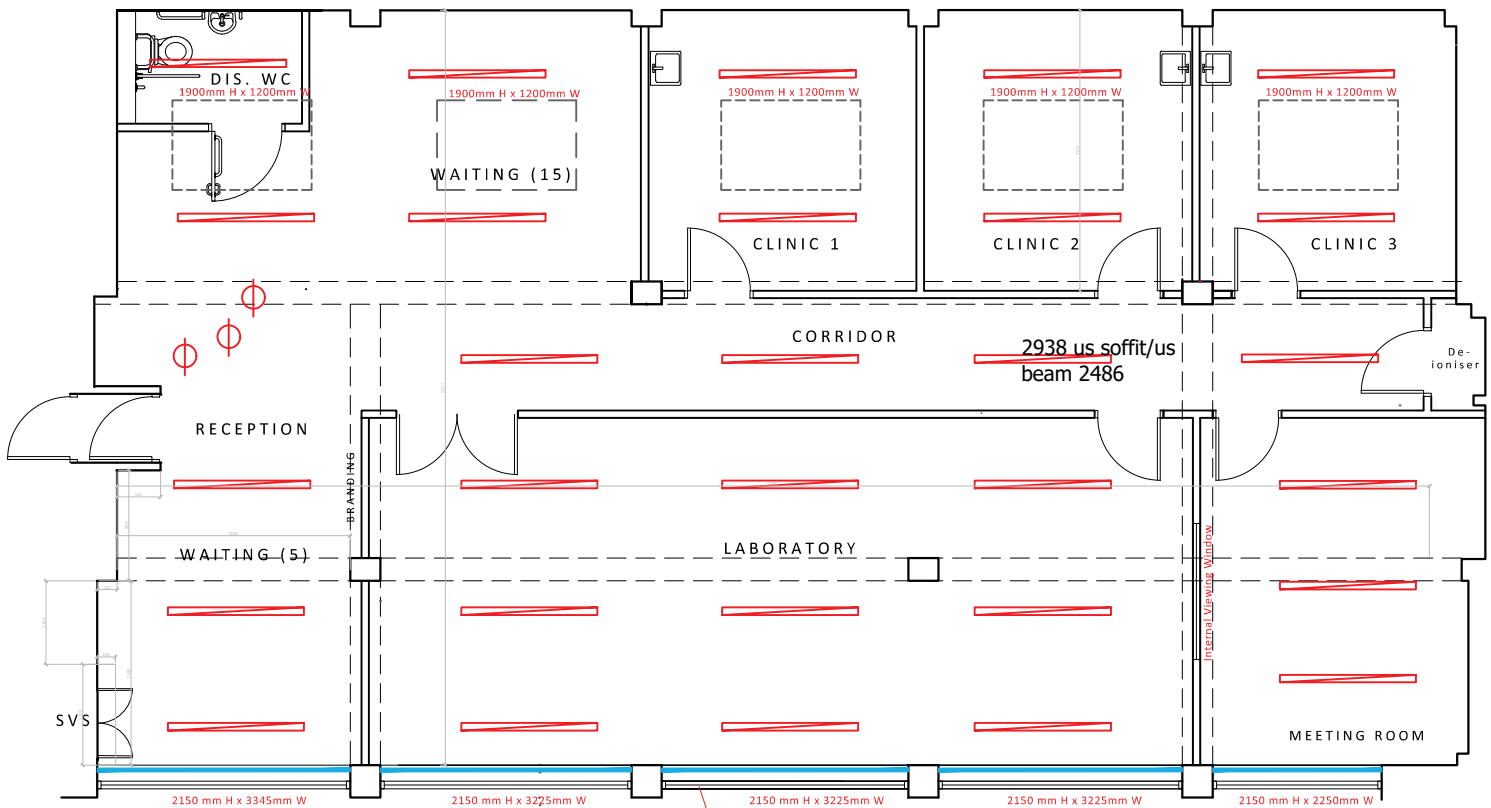 DIS. WC
1900mm H x 1200mm W
1900mm H x 1200mm W
1900mm H x 1200mm W
1900mm H x 1200mm W
1900mm H x 1200mm W
WAITING (15)
CLINIC 1
CLINIC 2
CLINIC 3
CORRIDOR
2938 us soffit/us
beam 2486
De-
ioniser
RECEPTION
BRANDING
WAITING (5)
LABORATORY
Internal Viewing Window
SVS
MEETING ROOM
2150 mm H x 3345mm W
2150 mm H x 3225mm W
2150 mm H x 3225mm W
2150 mm H x 3225mm W
2150 mm H x 2250mm W